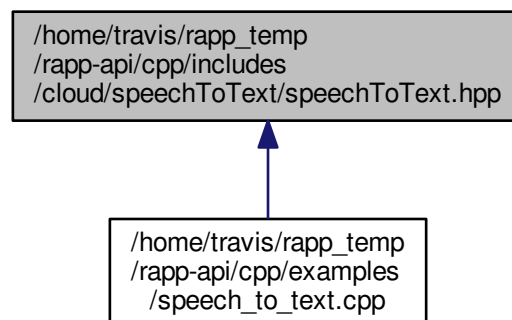 /home/travis/rapp_temp
/rapp-api/cpp/includes
/cloud/speechToText/speechToText.hpp
/home/travis/rapp_temp
/rapp-api/cpp/examples
/speech_to_text.cpp